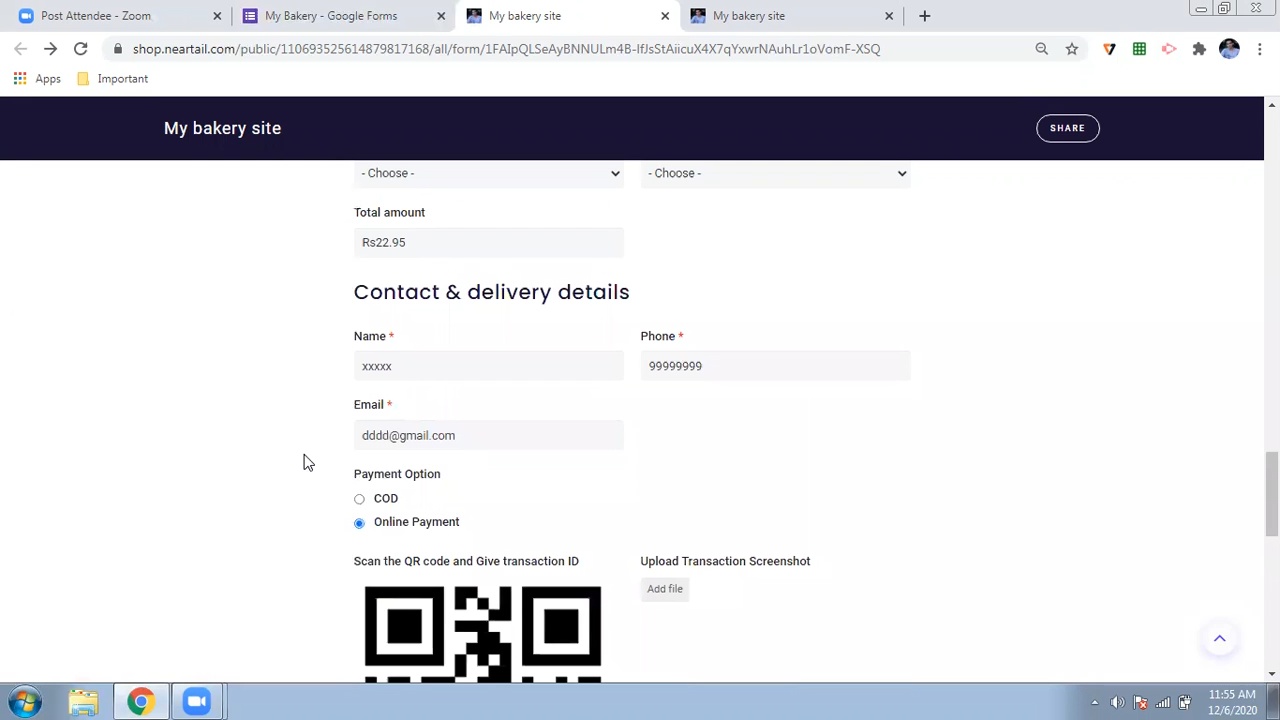 Post Attendee - Zoom
My Bakery - Google Forms
My bakery site
My bakery site
shop.neartail.com/public/110693525614879817168/all/form/1FAIpQLSeAyBNNULm4B-IfJsStAiicuX4X7qYxwrNAuhLr1oVomF-XSQ
Apps
Important
My bakery site
SHARE
- Choose -
- Choose -
Total amount
Rs22.95
Contact & delivery details
Name *
Phone *
xxxxx
99999999
Email *
dddd@gmail.com
Payment Option
COD
Online Payment
Scan the QR code and Give transaction ID
Upload Transaction Screenshot
Add file
11:55 AM
12/6/2020